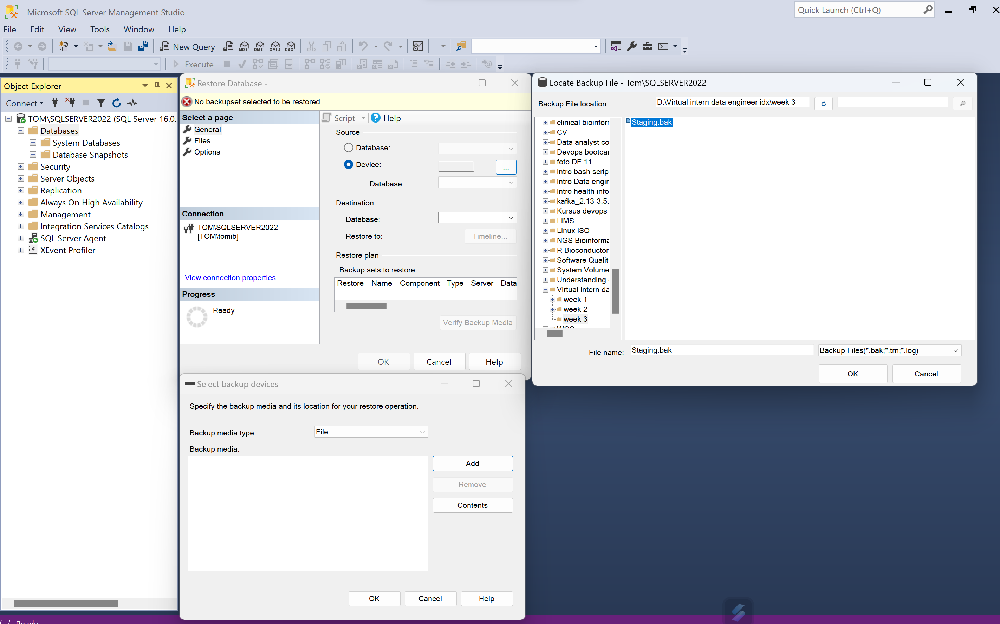 Microsoft SQL Server Management Studio
Quick Launch (Ctrl+Q)
File Edit View Tools Window Help
New Query MDX DMX XMLA DAX
Execute
Object Explorer
Connect
TOM\SQLSERVER2022 (SQL Server 16.0.
Databases
System Databases
Database Snapshots
Security
Server Objects
Replication
Always On High Availability
Management
Integration Services Catalogs
SQL Server Agent
XEvent Profiler
Restore Database -
No backupset selected to be restored.
Select a page
General
Files
Options
Connection
TOM\SQLSERVER2022
[TOM\tomib]
View connection properties
Progress
Ready
Script Help
Source
Database:
Device:
...
Database:
Destination
Database:
Restore to:
Timeline...
Restore plan
Backup sets to restore:
Restore Name Component Type Server Data
Verify Backup Media
OK Cancel Help
Select backup devices
Specify the backup media and its location for your restore operation.
Backup media type:
File
Backup media:
Add
Remove
Contents
OK Cancel Help
Locate Backup File - Tom\SQLSERVER2022
Backup File location:
D:\Virtual intern data engineer idx\week 3
clinical bioinfor
CV
Data analyst co
Devops bootca
foto DF 11
Intro bash scrip
Intro Data engin
Intro health info
kafka_2.13-3.5.
Kursus devops
LIMS
Linux ISO
NGS Bioinforma
R Bioconductor
Software Quality
System Volume
Understanding
Virtual intern da
week 1
week 2
week 3
Staging.bak
File name:
Staging.bak
Backup Files(*.bak;*.trn;*.log)
OK Cancel
Ready